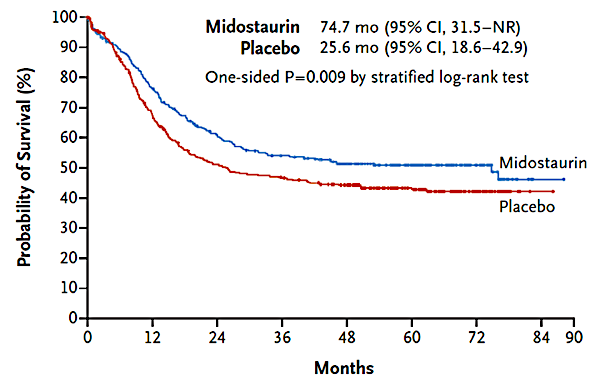 Midostaurin 74.7 mo (95% CI, 31.5–NR)
Placebo 25.6 mo (95% CI, 18.6–42.9)
One-sided P=0.009 by stratified log-rank test
Probability of Survival (%)
100
90
80
70
60
50
40
30
20
10
0
Midostaurin
Placebo
0 12 24 36 48 60 72 84 90
Months